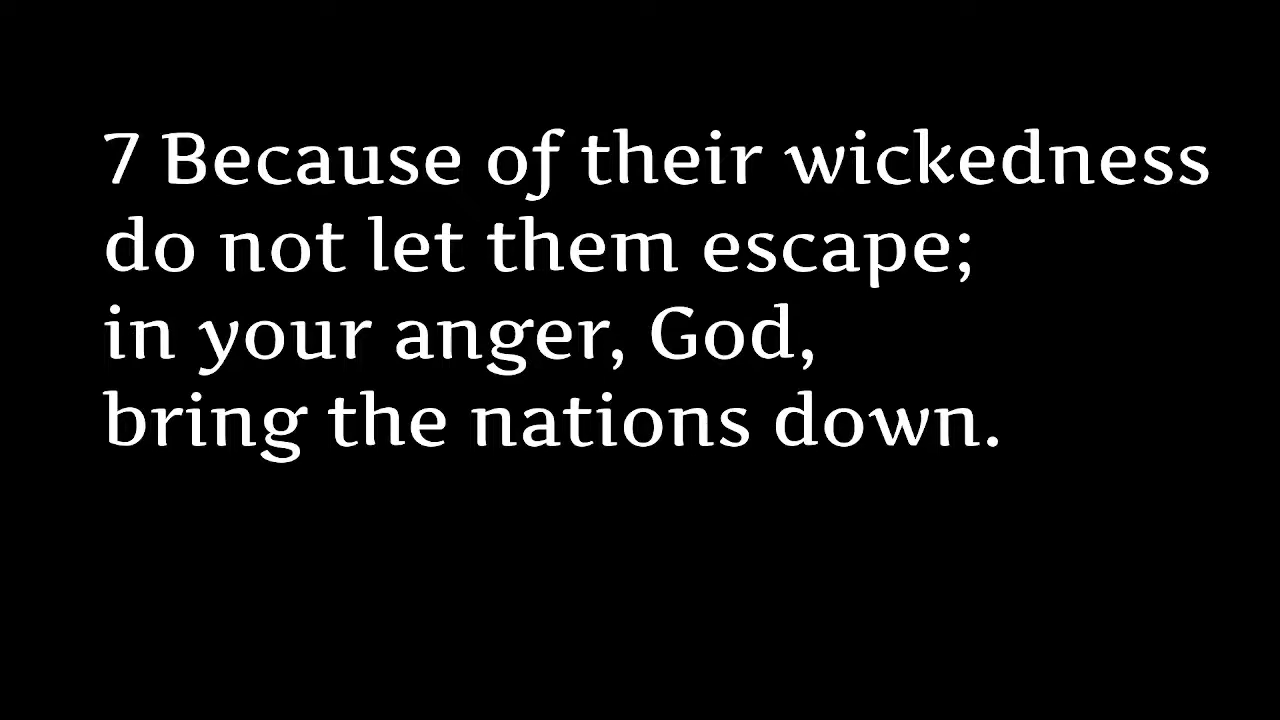 7 Because of their wickedness
do not let them escape;
in your anger, God,
bring the nations down.